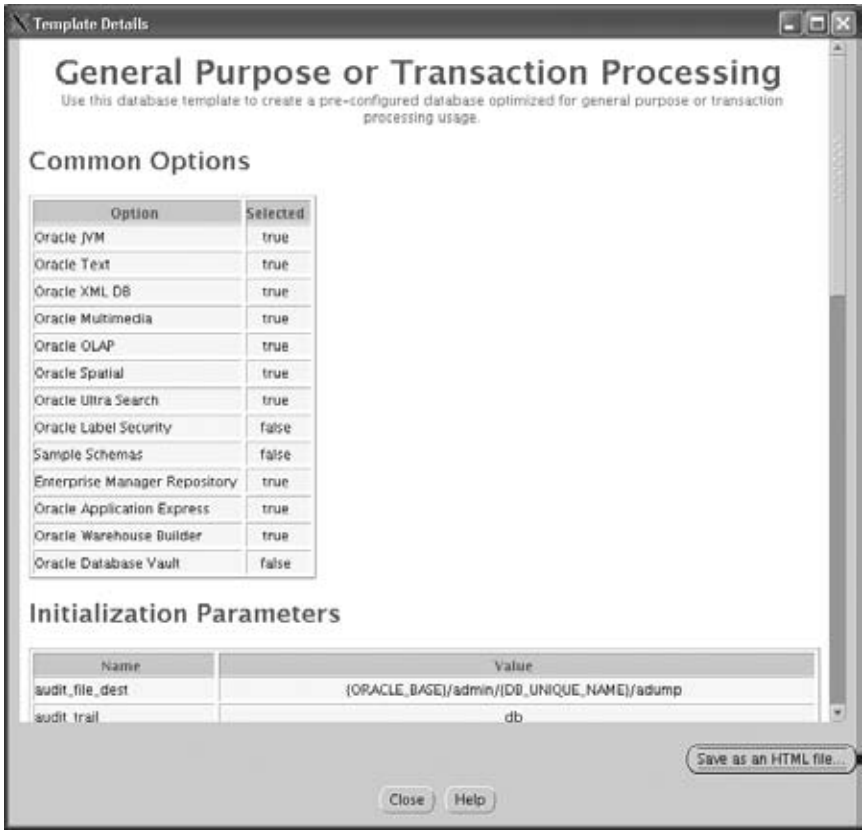 Template Details
General Purpose or Transaction Processing
Use this database template to create a pre-configured database optimized for general purpose or transaction
processing usage.
Common Options
Option Selected
Oracle JVM true
Oracle Text true
Oracle XML DB true
Oracle Multimedia true
Oracle OLAP true
Oracle Spatial true
Oracle Ultra Search true
Oracle Label Security false
Sample Schemas false
Enterprise Manager Repository true
Oracle Application Express true
Oracle Warehouse Builder true
Oracle Database Vault false
Initialization Parameters
Name Value
audit_file_dest {ORACLE_BASE}/admin/{DB_UNIQUE_NAME}/adump
audit_trail db
Save as an HTML file...
Close Help